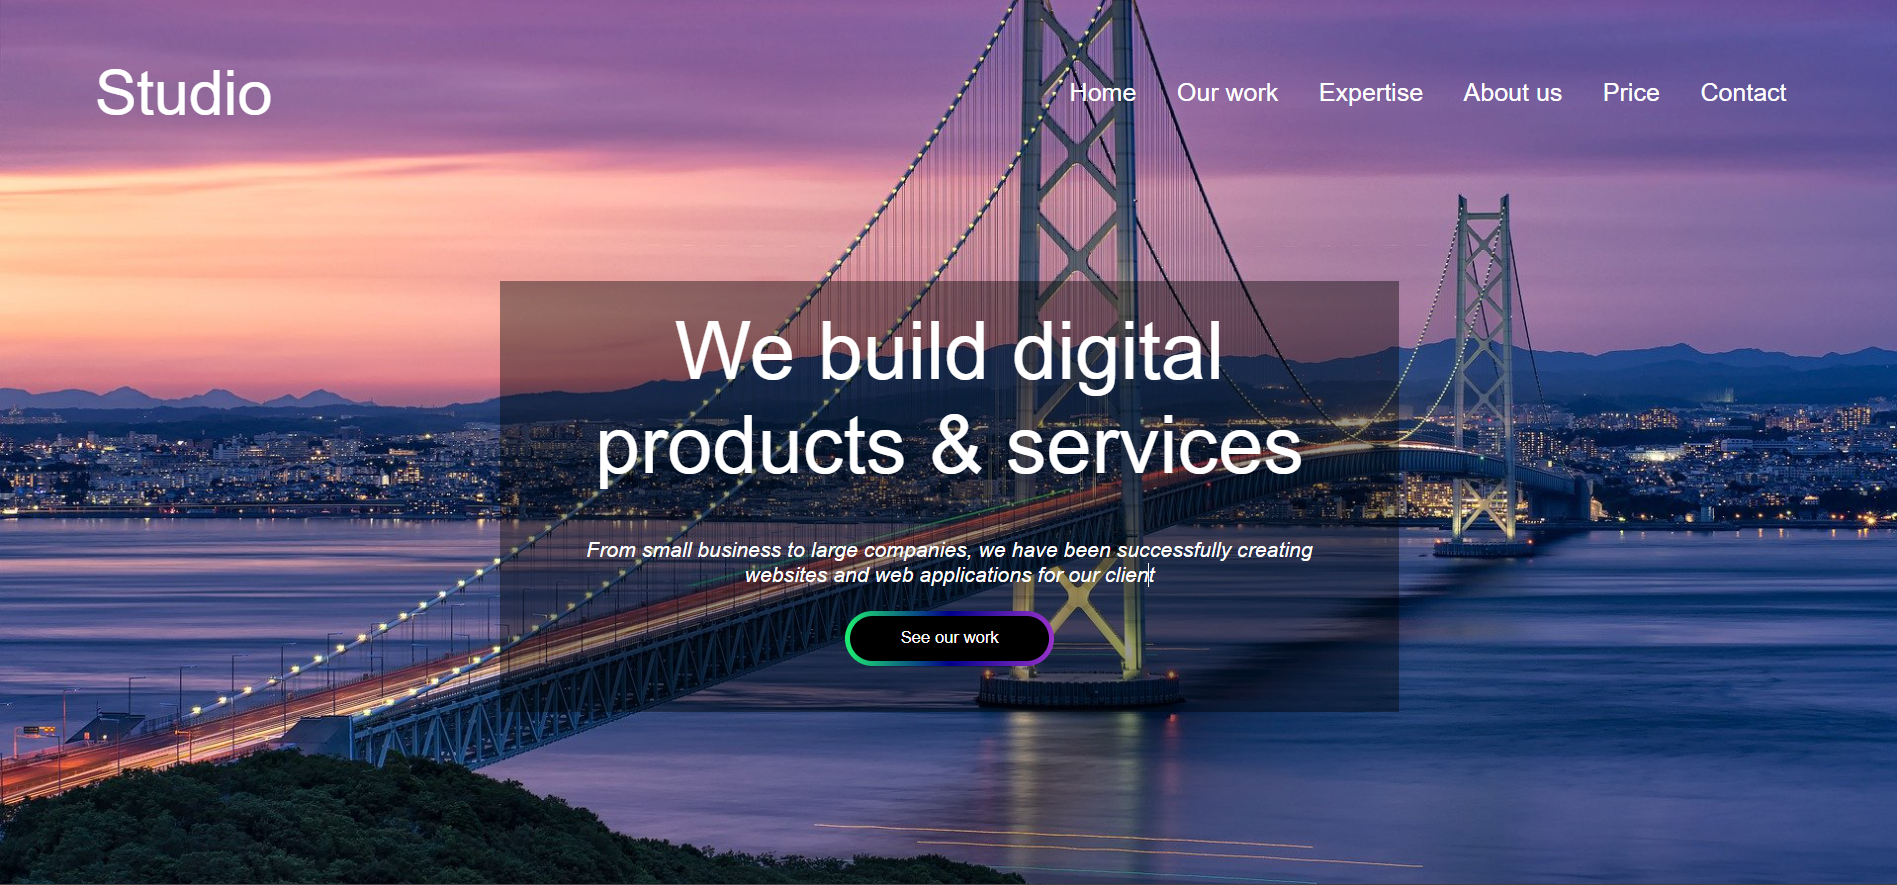 Studio
Home Our work Expertise About us Price Contact
We build digital
products & services
From small business to large companies, we have been successfully creating
websites and web applications for our client
See our work